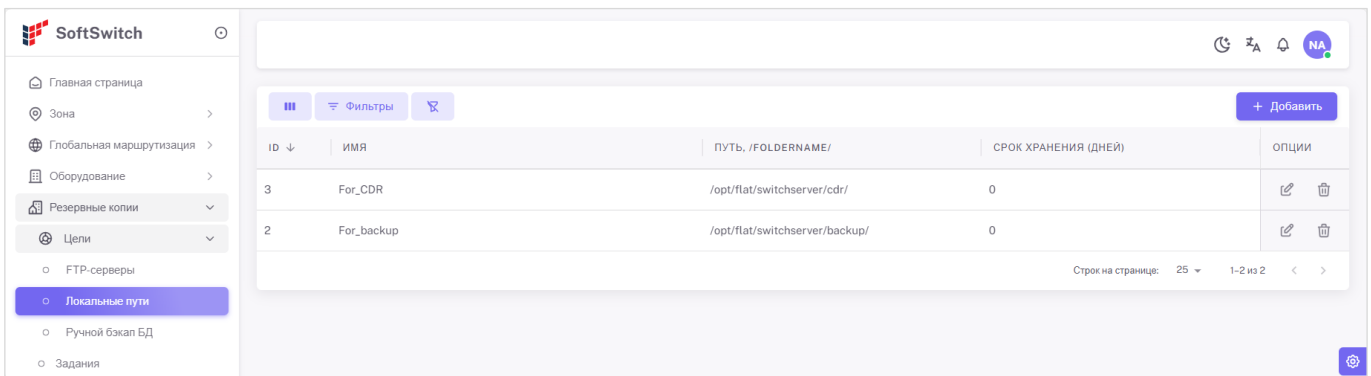 SoftSwitch
NA
Главная страница
Зона
Глобальная маршрутизация
Оборудование
Резервные копии
Цели
FTP-серверы
Локальные пути
Ручной бэкап БД
Задания
Фильтры
+ Добавить
ID ИМЯ ПУТЬ, /FOLDERNAME/ СРОК ХРАНЕНИЯ (ДНЕЙ) ОПЦИИ
3 For_CDR /opt/flat/switchserver/cdr/ 0
2 For_backup /opt/flat/switchserver/backup/ 0
Строк на странице: 25 1–2 из 2